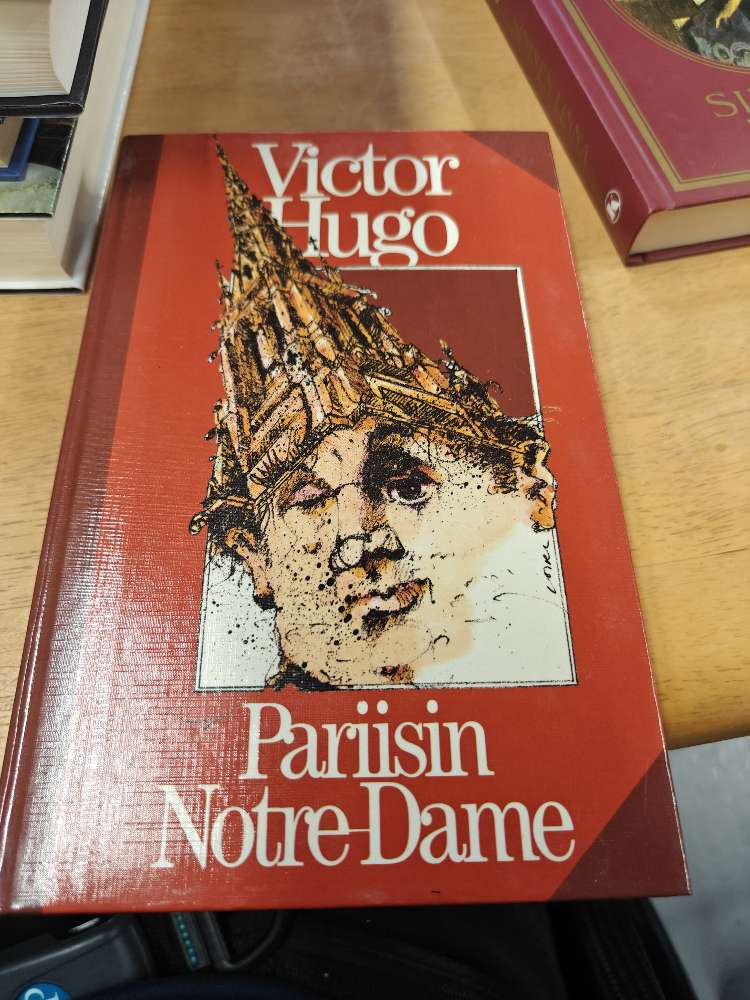 Victor
Hugo
Pariisin
Notre-Dame